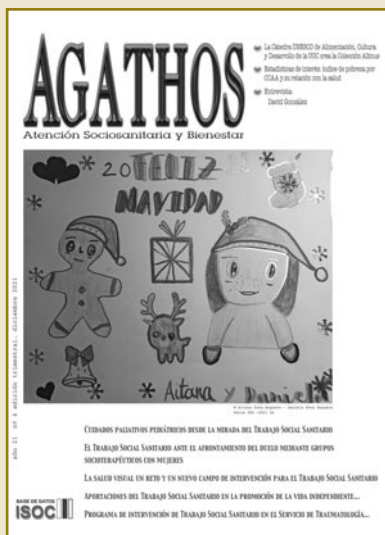 AGATHOS
Atención Sociosanitaria y Bienestar
La Cátedra UNESCO de Alimentación, Cultura
y Desarrollo de la UOC crea la Colección Alimus
Estadísticas de interés: índice de pobreza por
CCAA y su relación con la salud
Entrevista:
David González
20 FELIZ
NAVIDAD
Aitana y Daniela
año 21 nº 4 edición trimestral. diciembre 2021
CUIDADOS PALIATIVOS PEDIÁTRICOS DESDE LA MIRADA DEL TRABAJO SOCIAL SANITARIO
EL TRABAJO SOCIAL SANITARIO ANTE EL AFRONTAMIENTO DEL DUELO MEDIANTE GRUPOS
SOCIOTERAPÉUTICOS CON MUJERES
LA SALUD VISUAL UN RETO Y UN NUEVO CAMPO DE INTERVENCIÓN PARA EL TRABAJO SOCIAL SANITARIO
APORTACIONES DEL TRABAJO SOCIAL SANITARIO EN LA PROMOCIÓN DE LA VIDA INDEPENDIENTE...
PROGRAMA DE INTERVENCIÓN DE TRABAJO SOCIAL SANITARIO EN EL SERVICIO DE TRAUMATOLOGÍA...
BASE DE DATOS
ISOC